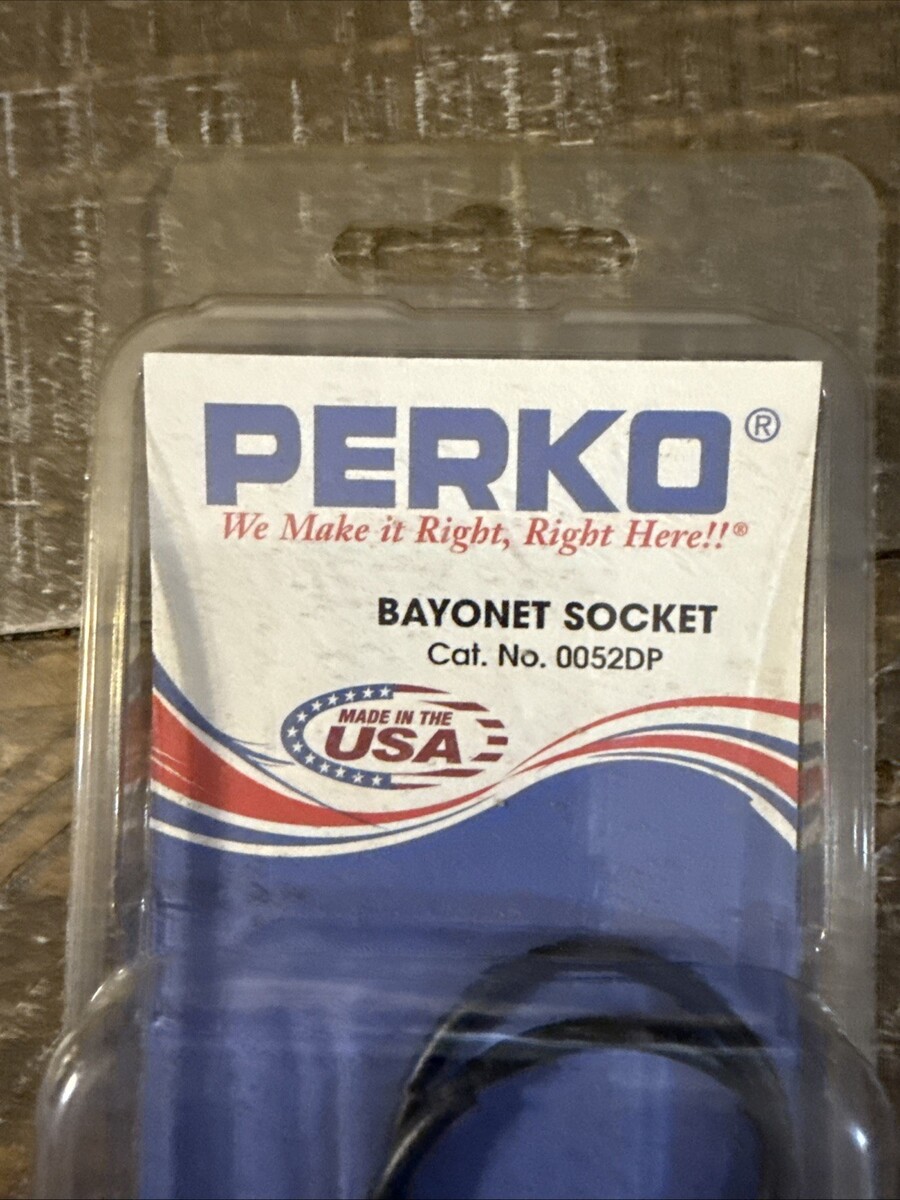 PERKO®
We Make it Right, Right Here!!®
BAYONET SOCKET
Cat. No. 0052DP
MADE IN THE
USA